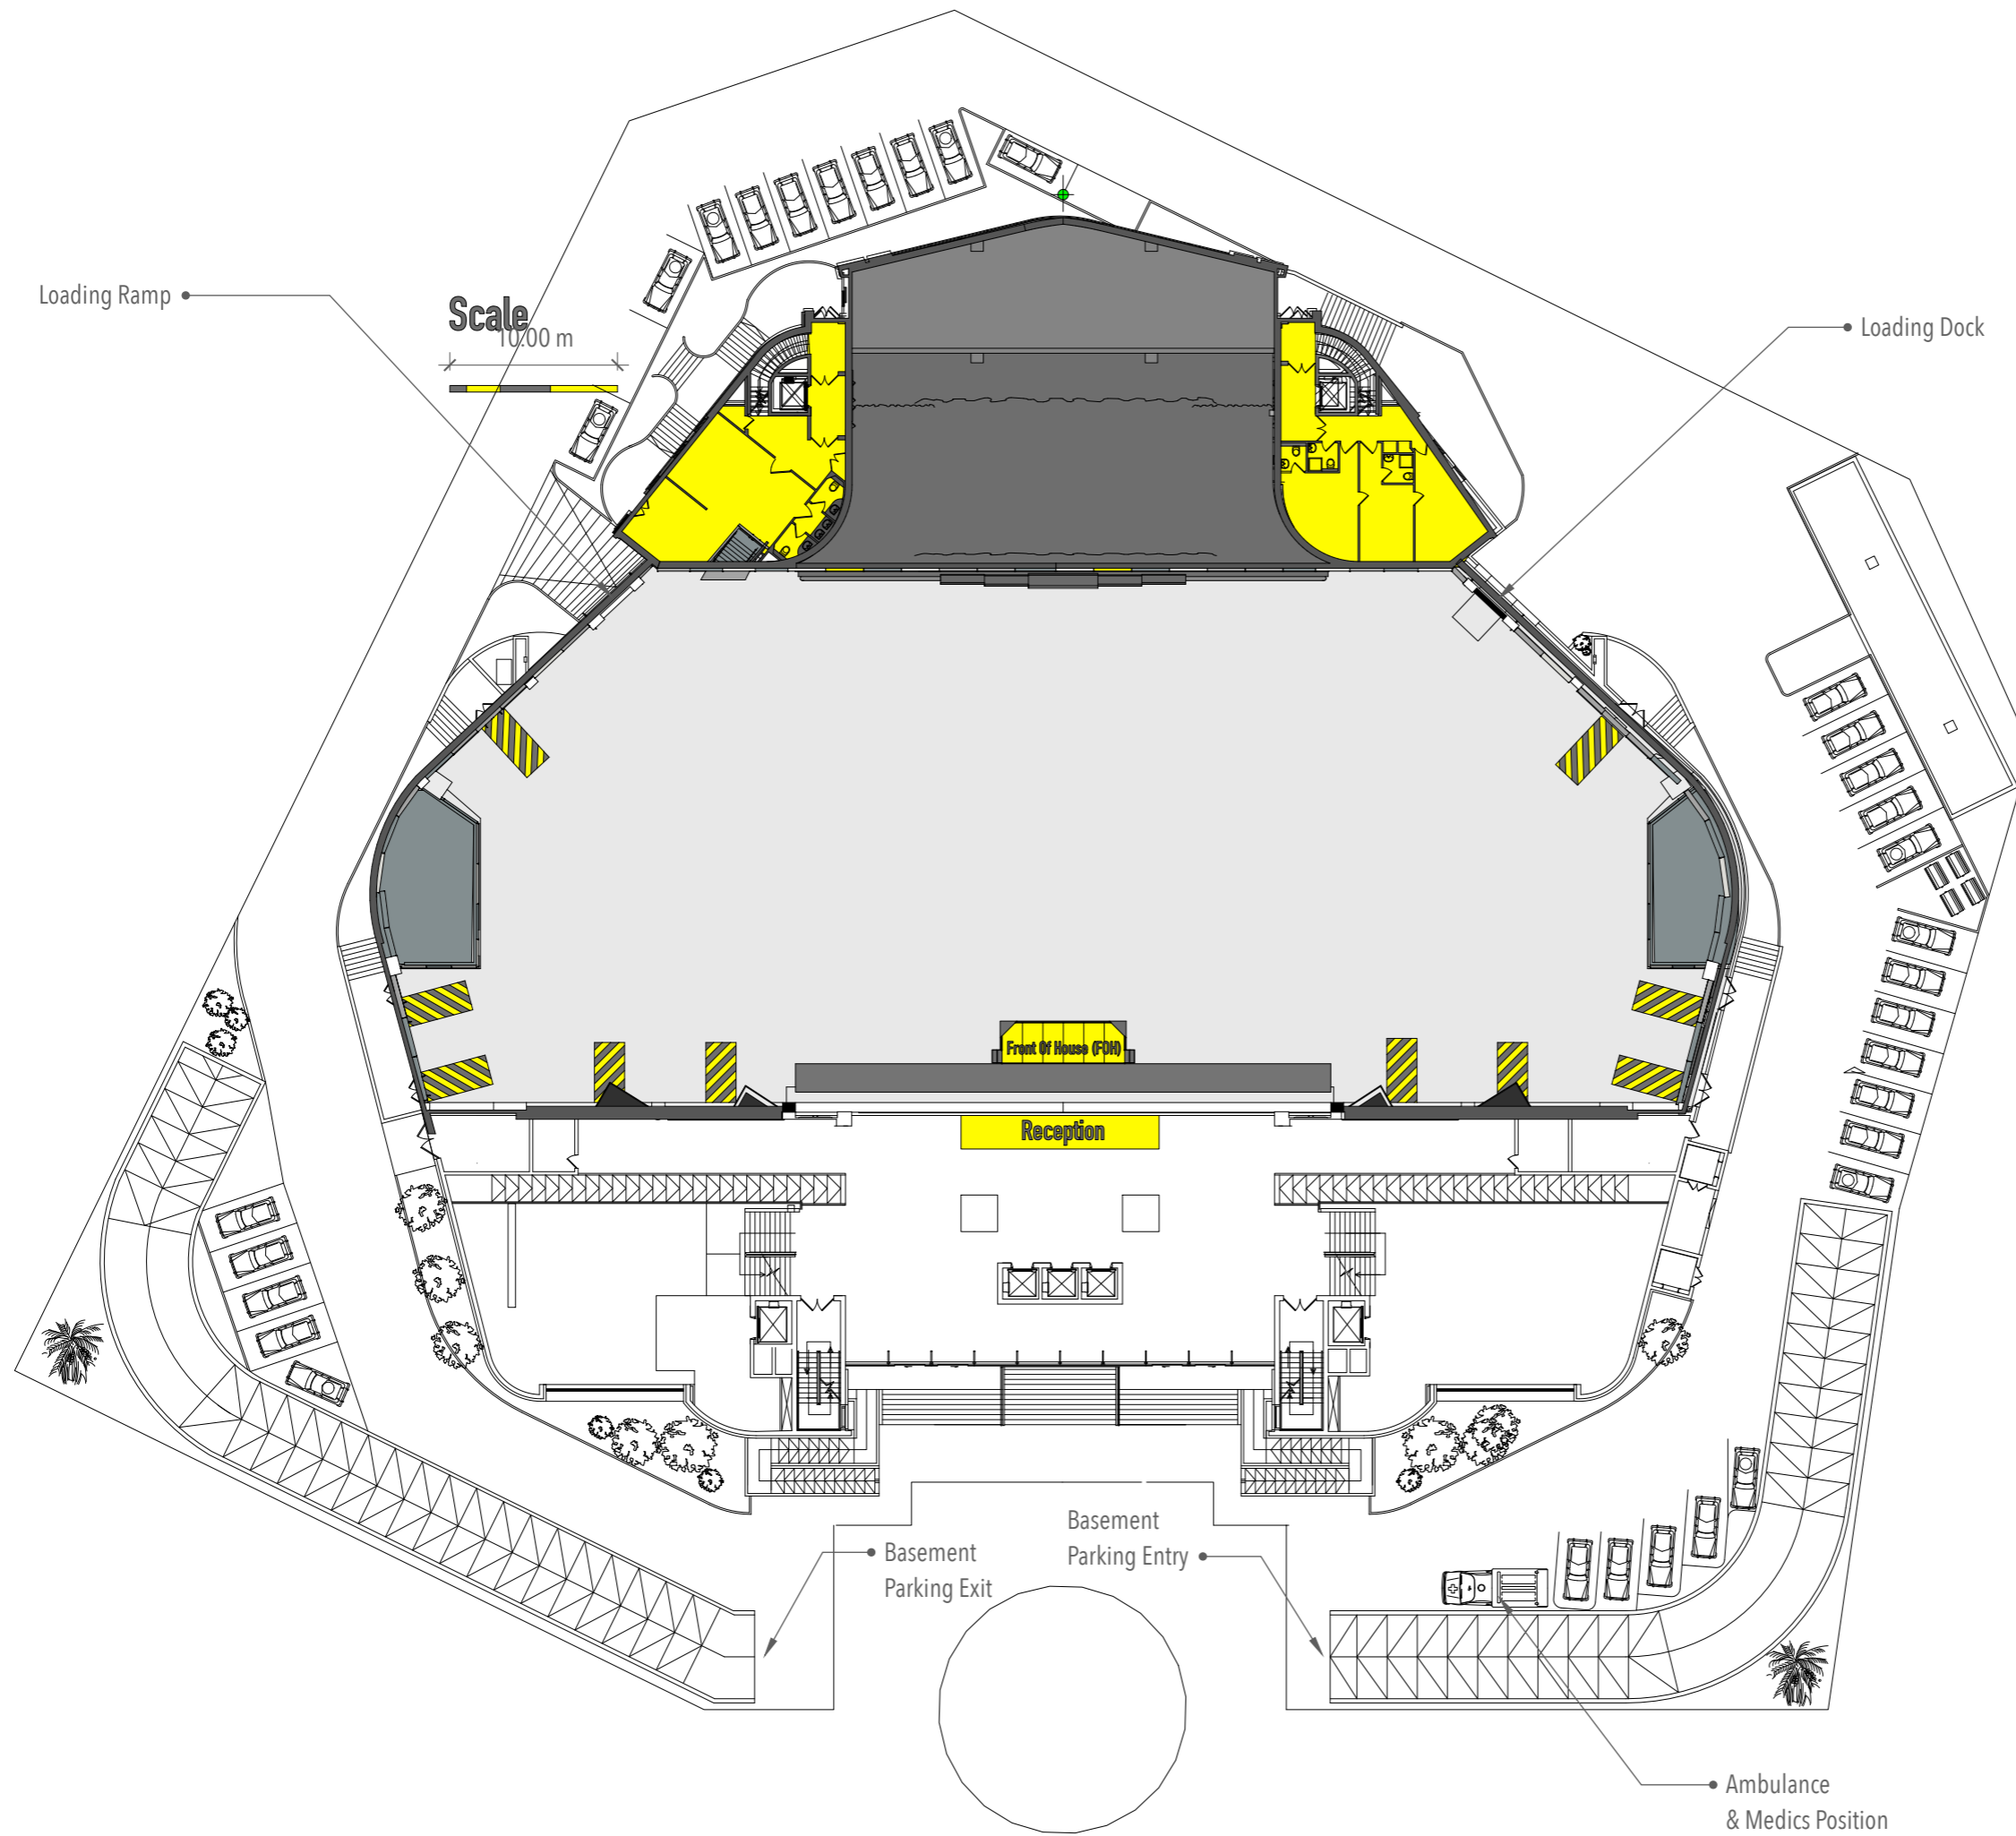 Loading Ramp
Scale
10.00 m
Loading Dock
Front Of House (FOH)
Reception
Basement
Parking Exit
Basement
Parking Entry
Ambulance
& Medics Position